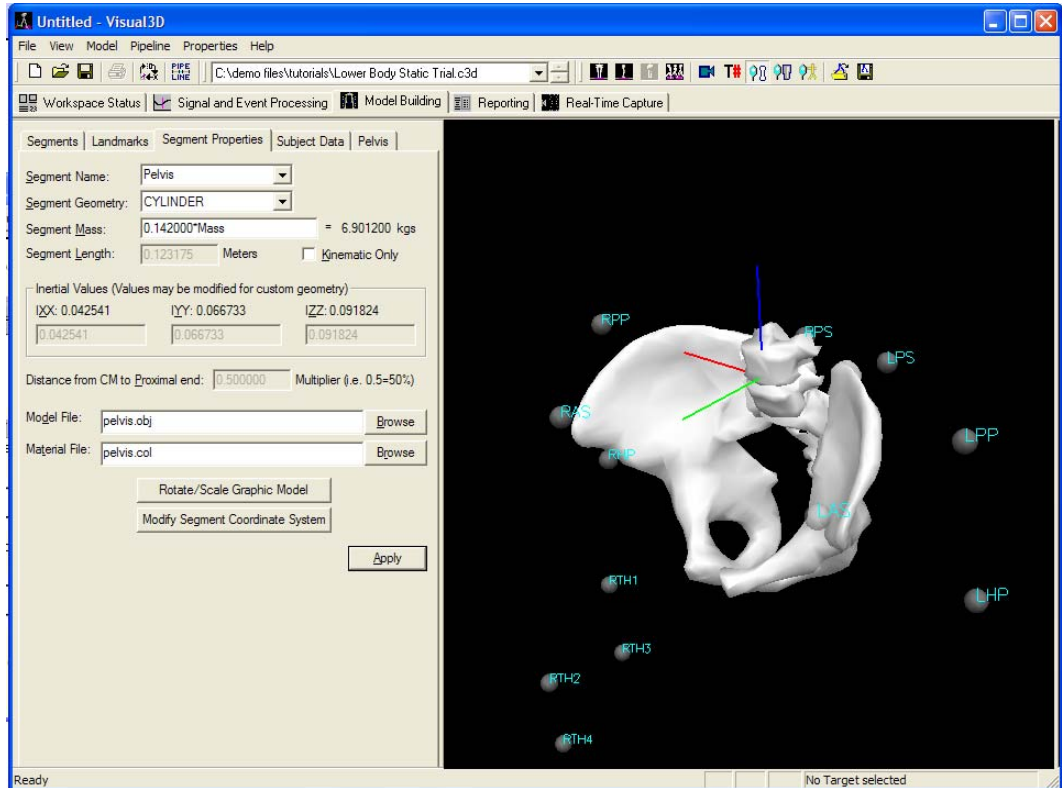 Untitled - Visual3D
File View Model Pipeline Properties Help
PIPE LINE C:\demo files\tutorials\Lower Body Static Trial.c3d T#
Workspace Status Signal and Event Processing Model Building Reporting Real-Time Capture
Segments Landmarks Segment Properties Subject Data Pelvis
Segment Name: Pelvis
Segment Geometry: CYLINDER
Segment Mass: 0.142000*Mass = 6.901200 kgs
Segment Length: 0.123175 Meters Kinematic Only
Inertial Values (Values may be modified for custom geometry)
IXX: 0.042541 IYY: 0.066733 IZZ: 0.091824
0.042541 0.066733 0.091824
Distance from CM to Proximal end: 0.500000 Multiplier (i.e. 0.5=50%)
Model File: pelvis.obj Browse
Material File: pelvis.col Browse
Rotate/Scale Graphic Model
Modify Segment Coordinate System
Apply
RPP RPS
LPS
RAS
LPP
RHP
LAS
RTH1
LHP
RTH3
RTH2
RTH4
Ready No Target selected